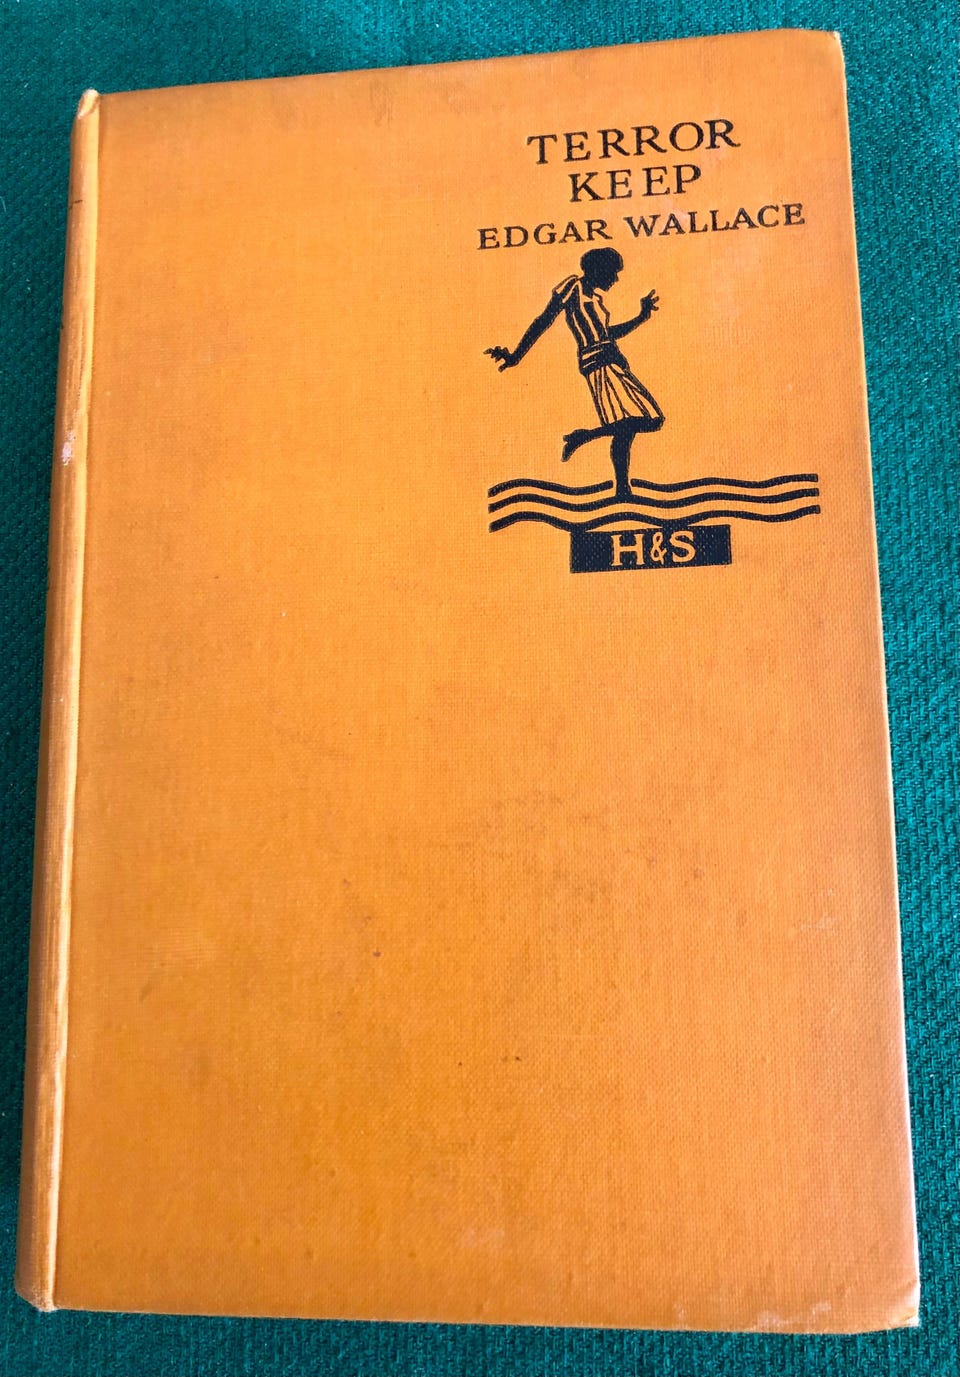 TERROR
KEEP
EDGAR WALLACE
H&S